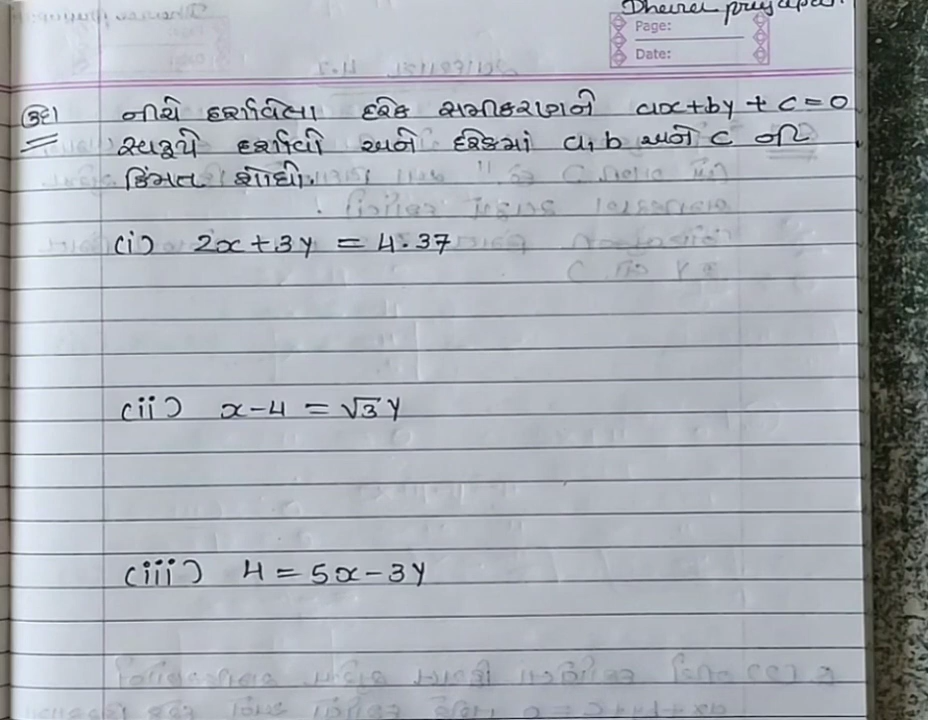 Page:
Date:
ઉદા નીચે દર્શાવેલા દરેક સમીકરણને ax+by+c=0
સ્વરૂપે દર્શાવો અને દરેકમાં a, b અને c ની
કિંમત શોધો.
(i) 2x+3y = 4.37
(ii) x-4 = √3y
(iii) 4 = 5x-3y